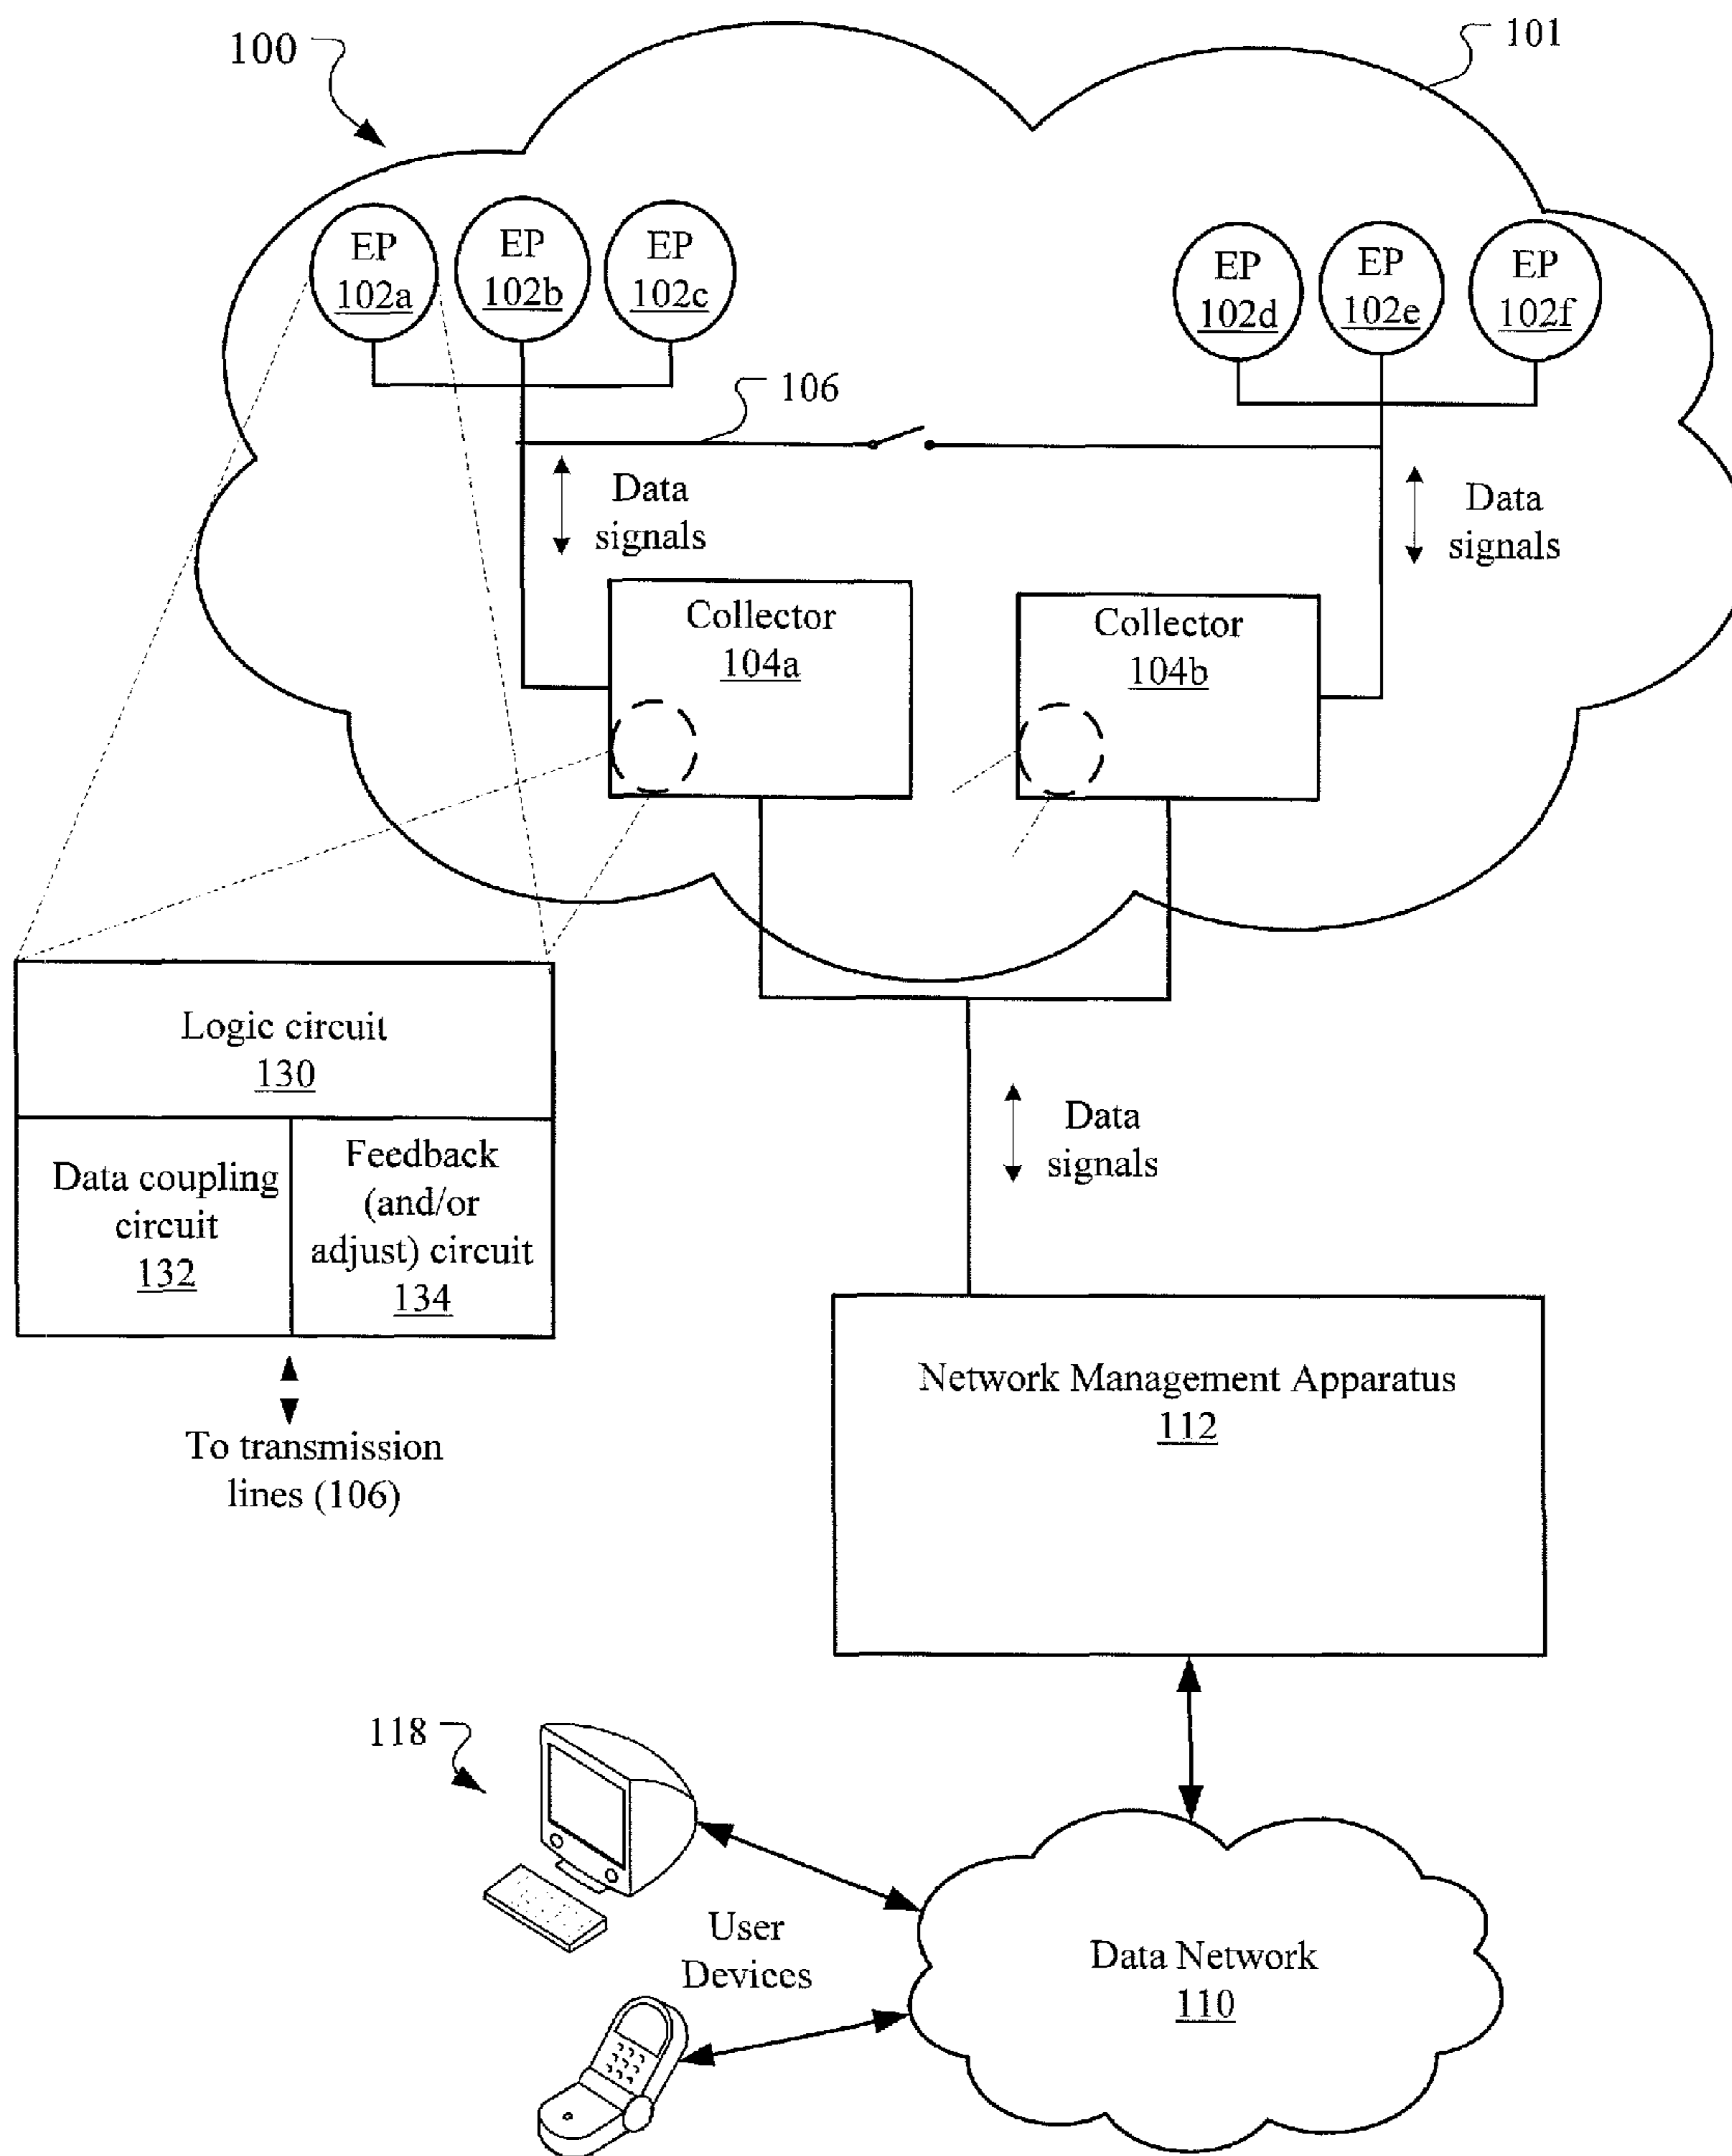 100
101
EP
102a
EP
102b
EP
102c
EP
102d
EP
102e
EP
102f
106
Data
signals
Data
signals
Collector
104a
Collector
104b
Logic circuit
130
Data coupling
circuit
132
Feedback
(and/or
adjust) circuit
134
Data
signals
To transmission
lines (106)
Network Management Apparatus
112
118
User
Devices
Data Network
110